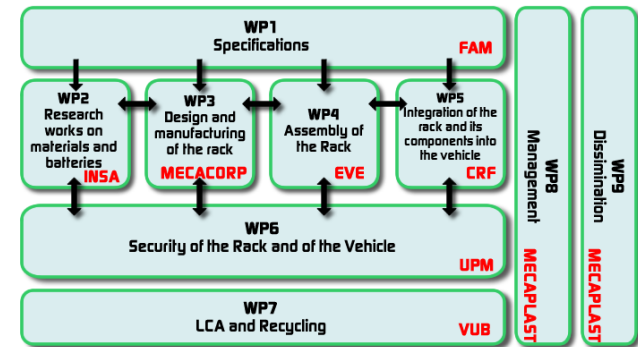 WP1
Specifications
FAM
WP2
Research
works on
materials and
batteries
INSA
WP3
Design and
manufacturing
of the rack
MECACORP
WP4
Assembly of
the Rack
EVE
WP5
Integration of the
rack and its
components into
the vehicle
CRF
WP6
Security of the Rack and of the Vehicle
UPM
WP7
LCA and Recycling
VUB
WP8
Management
MECAPLAST
WP9
Dissimination
MECAPLAST